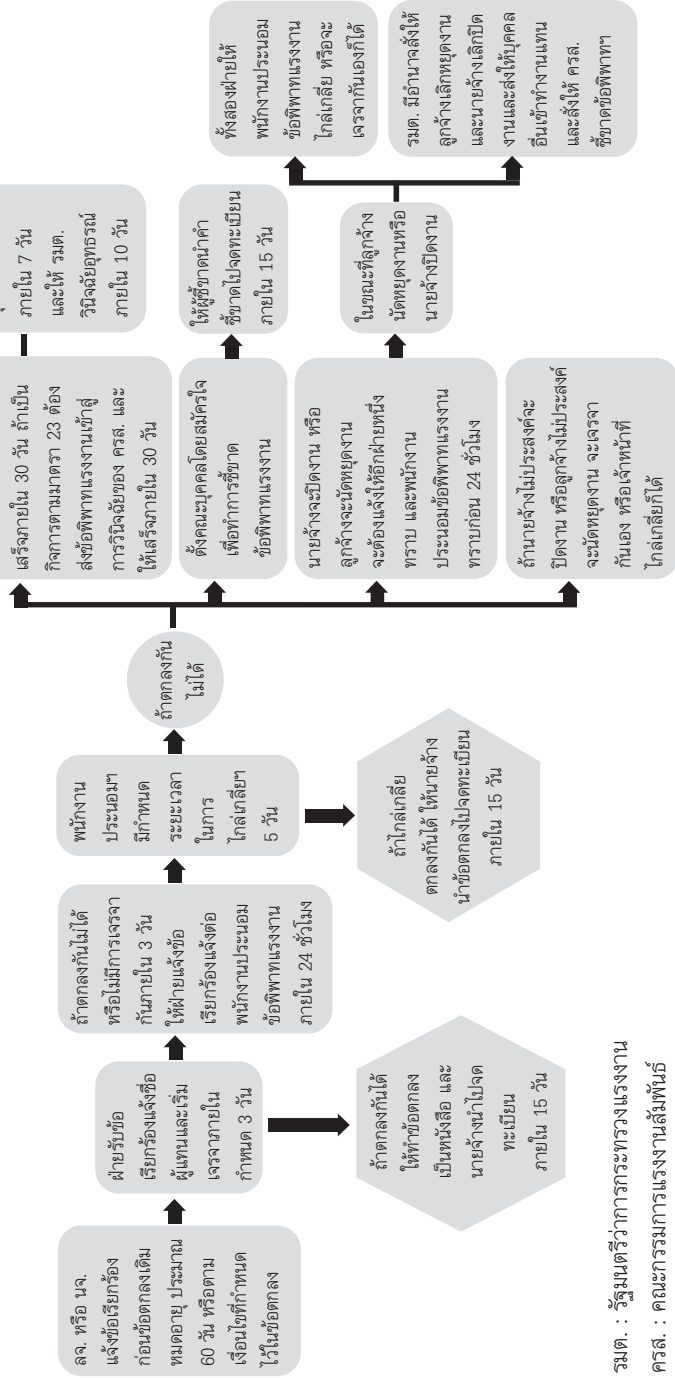 ลจ. หรือ นจ.
แจ้งข้อเรียกร้อง
ก่อนข้อตกลงเดิม
หมดอายุ ประมาณ
60 วัน หรือตาม
เงื่อนไขที่กำหนด
ไว้ในข้อตกลง
ฝ่ายรับข้อ
เรียกร้องแจ้งชื่อ
ผู้แทนและเริ่ม
เจรจาภายใน
กำหนด 3 วัน
ถ้าตกลงกันได้
ให้ทำข้อตกลง
เป็นหนังสือ และ
นายจ้างนำไปจด
ทะเบียน
ภายใน 15 วัน
ถ้าตกลงกันไม่ได้
หรือไม่มีการเจรจา
กันภายใน 3 วัน
ให้ฝ่ายแจ้งข้อ
เรียกร้องแจ้งต่อ
พนักงานประนอม
ข้อพิพาทแรงงาน
ภายใน 24 ชั่วโมง
พนักงาน
ประนอมฯ
มีกำหนด
ระยะเวลา
ในการ
ไกล่เกลี่ยฯ
5 วัน
ถ้าไกล่เกลี่ย
ตกลงกันได้ ให้นายจ้าง
นำข้อตกลงไปจดทะเบียน
ภายใน 15 วัน
ถ้าตกลงกัน
ไม่ได้
เสร็จภายใน 30 วัน ถ้าเป็น
กิจการตามมาตรา 23 ต้อง
ส่งข้อพิพาทแรงงานเข้าสู่
การวินิจฉัยของ ครส. และ
ให้เสร็จภายใน 30 วัน
ภายใน 7 วัน
และให้ รมต.
วินิจฉัยอุทธรณ์
ภายใน 10 วัน
ตั้งคณะบุคคลโดยสมัครใจ
เพื่อทำการชี้ขาด
ข้อพิพาทแรงงาน
ให้ผู้ชี้ขาดนำคำ
ชี้ขาดไปจดทะเบียน
ภายใน 15 วัน
นายจ้างจะปิดงาน หรือ
ลูกจ้างจะนัดหยุดงาน
จะต้องแจ้งให้อีกฝ่ายหนึ่ง
ทราบ และพนักงาน
ประนอมข้อพิพาทแรงงาน
ทราบก่อน 24 ชั่วโมง
ในขณะที่ลูกจ้าง
นัดหยุดงานหรือ
นายจ้างปิดงาน
ทั้งสองฝ่ายให้
พนักงานประนอม
ข้อพิพาทแรงงาน
ไกล่เกลี่ย หรือจะ
เจรจากันเองก็ได้
รมต. มีอำนาจสั่งให้
ลูกจ้างเลิกหยุดงาน
และนายจ้างเลิกปิด
งานและส่งให้บุคคล
อื่นเข้าทำงานแทน
และสั่งให้ ครส.
ชี้ขาดข้อพิพาทฯ
ถ้านายจ้างไม่ประสงค์จะ
ปิดงาน หรือลูกจ้างไม่ประสงค์
จะนัดหยุดงาน จะเจรจา
กันเอง หรือเจ้าหน้าที่
ไกล่เกลี่ยก็ได้
รมต. : รัฐมนตรีว่าการกระทรวงแรงงาน
ครส. : คณะกรรมการแรงงานสัมพันธ์